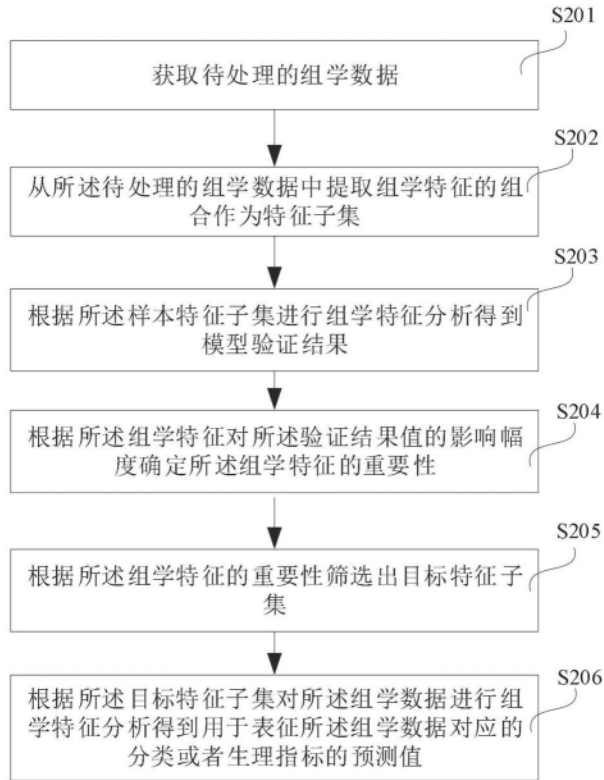 S201
获取待处理的组学数据
S202
从所述待处理的组学数据中提取组学特征的组
合作为特征子集
S203
根据所述样本特征子集进行组学特征分析得到
模型验证结果
S204
根据所述组学特征对所述验证结果值的影响幅
度确定所述组学特征的重要性
S205
根据所述组学特征的重要性筛选出目标特征子
集
S206
根据所述目标特征子集对所述组学数据进行组
学特征分析得到用于表征所述组学数据对应的
分类或者生理指标的预测值